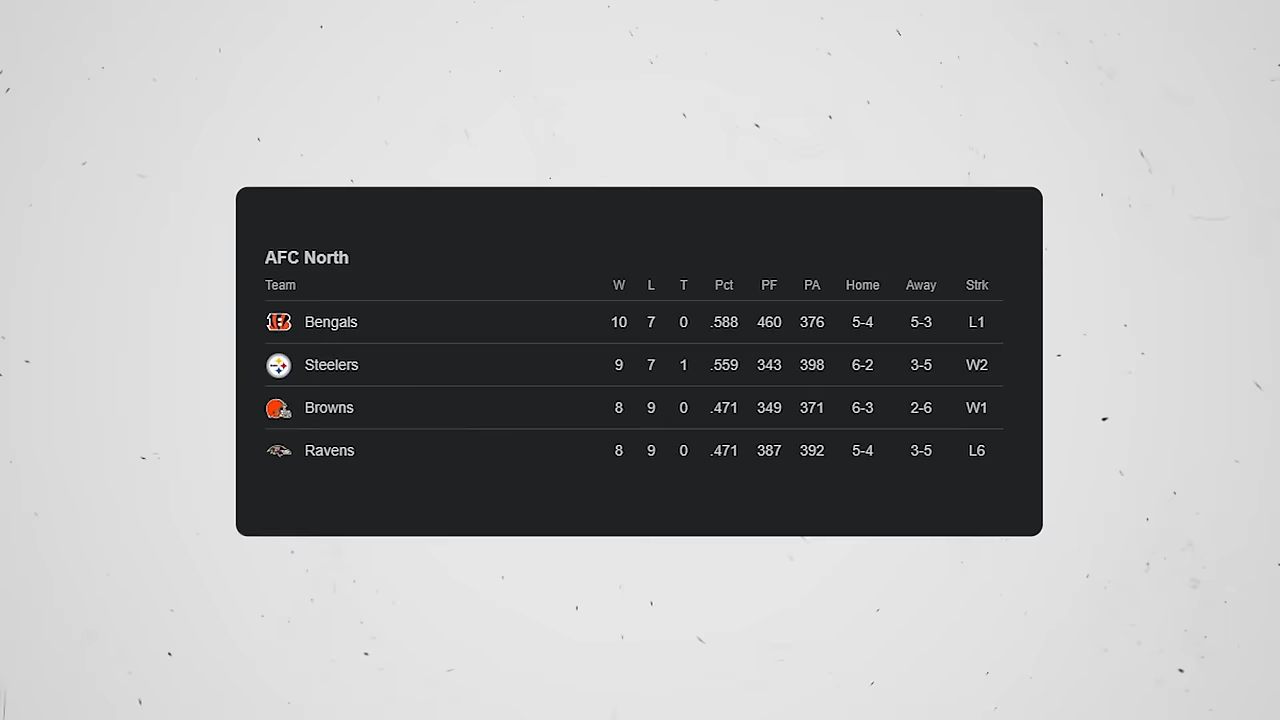 AFC North
Team W L T Pct PF PA Home Away Strk
Bengals 10 7 0 .588 460 376 5-4 5-3 L1
Steelers 9 7 1 .559 343 398 6-2 3-5 W2
Browns 8 9 0 .471 349 371 6-3 2-6 W1
Ravens 8 9 0 .471 387 392 5-4 3-5 L6